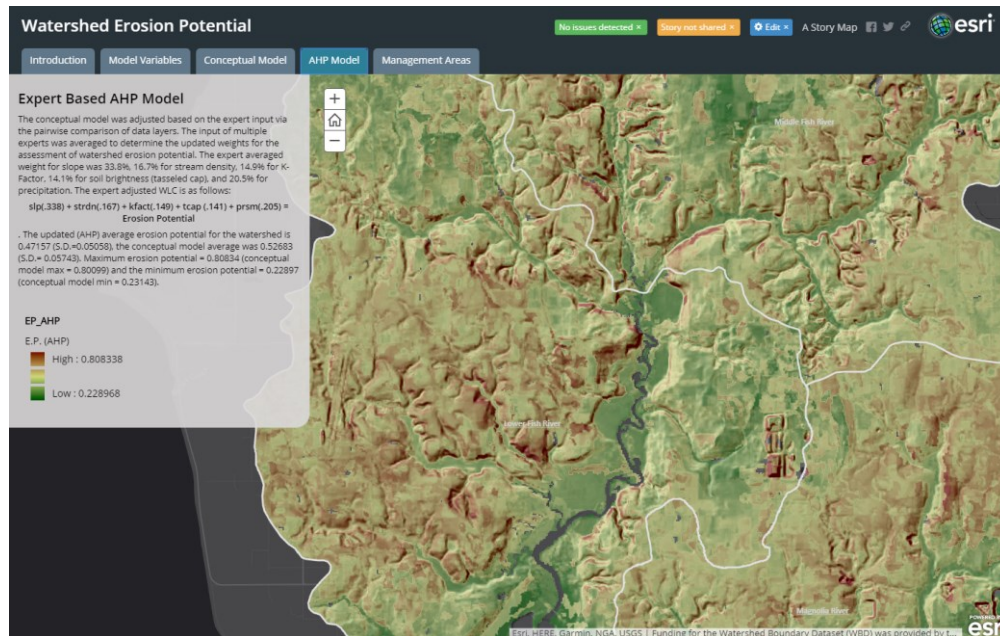 Watershed Erosion Potential
No issues detected ×
Story not shared ×
Edit ×
A Story Map
esri
Introduction
Model Variables
Conceptual Model
AHP Model
Management Areas
Expert Based AHP Model
The conceptual model was adjusted based on the expert input via
the pairwise comparison of data layers. The input of multiple
experts was averaged to determine the updated weights for the
assessment of watershed erosion potential. The expert averaged
weight for slope was 33.8%, 16.7% for stream density, 14.9% for K-
Factor, 14.1% for soil brightness (tasseled cap), and 20.5% for
precipitation. The expert adjusted WLC is as follows:
slp(.338) + strdn(.167) + kfact(.149) + tcap (.141) + prsm(.205) =
Erosion Potential
. The updated (AHP) average erosion potential for the watershed is
0.47157 (S.D.=0.05058), the conceptual model average was 0.52683
(S.D.= 0.05743). Maximum erosion potential = 0.80834 (conceptual
model max = 0.80099) and the minimum erosion potential = 0.22897
(conceptual model min = 0.23143).
EP_AHP
E.P. (AHP)
High : 0.808338
Low : 0.228968
+
−
Middle Fish River
Lower Fish River
Magnolia River
POWERED BY
esri
Esri, HERE, Garmin, NGA, USGS | Funding for the Watershed Boundary Dataset (WBD) was provided by t...